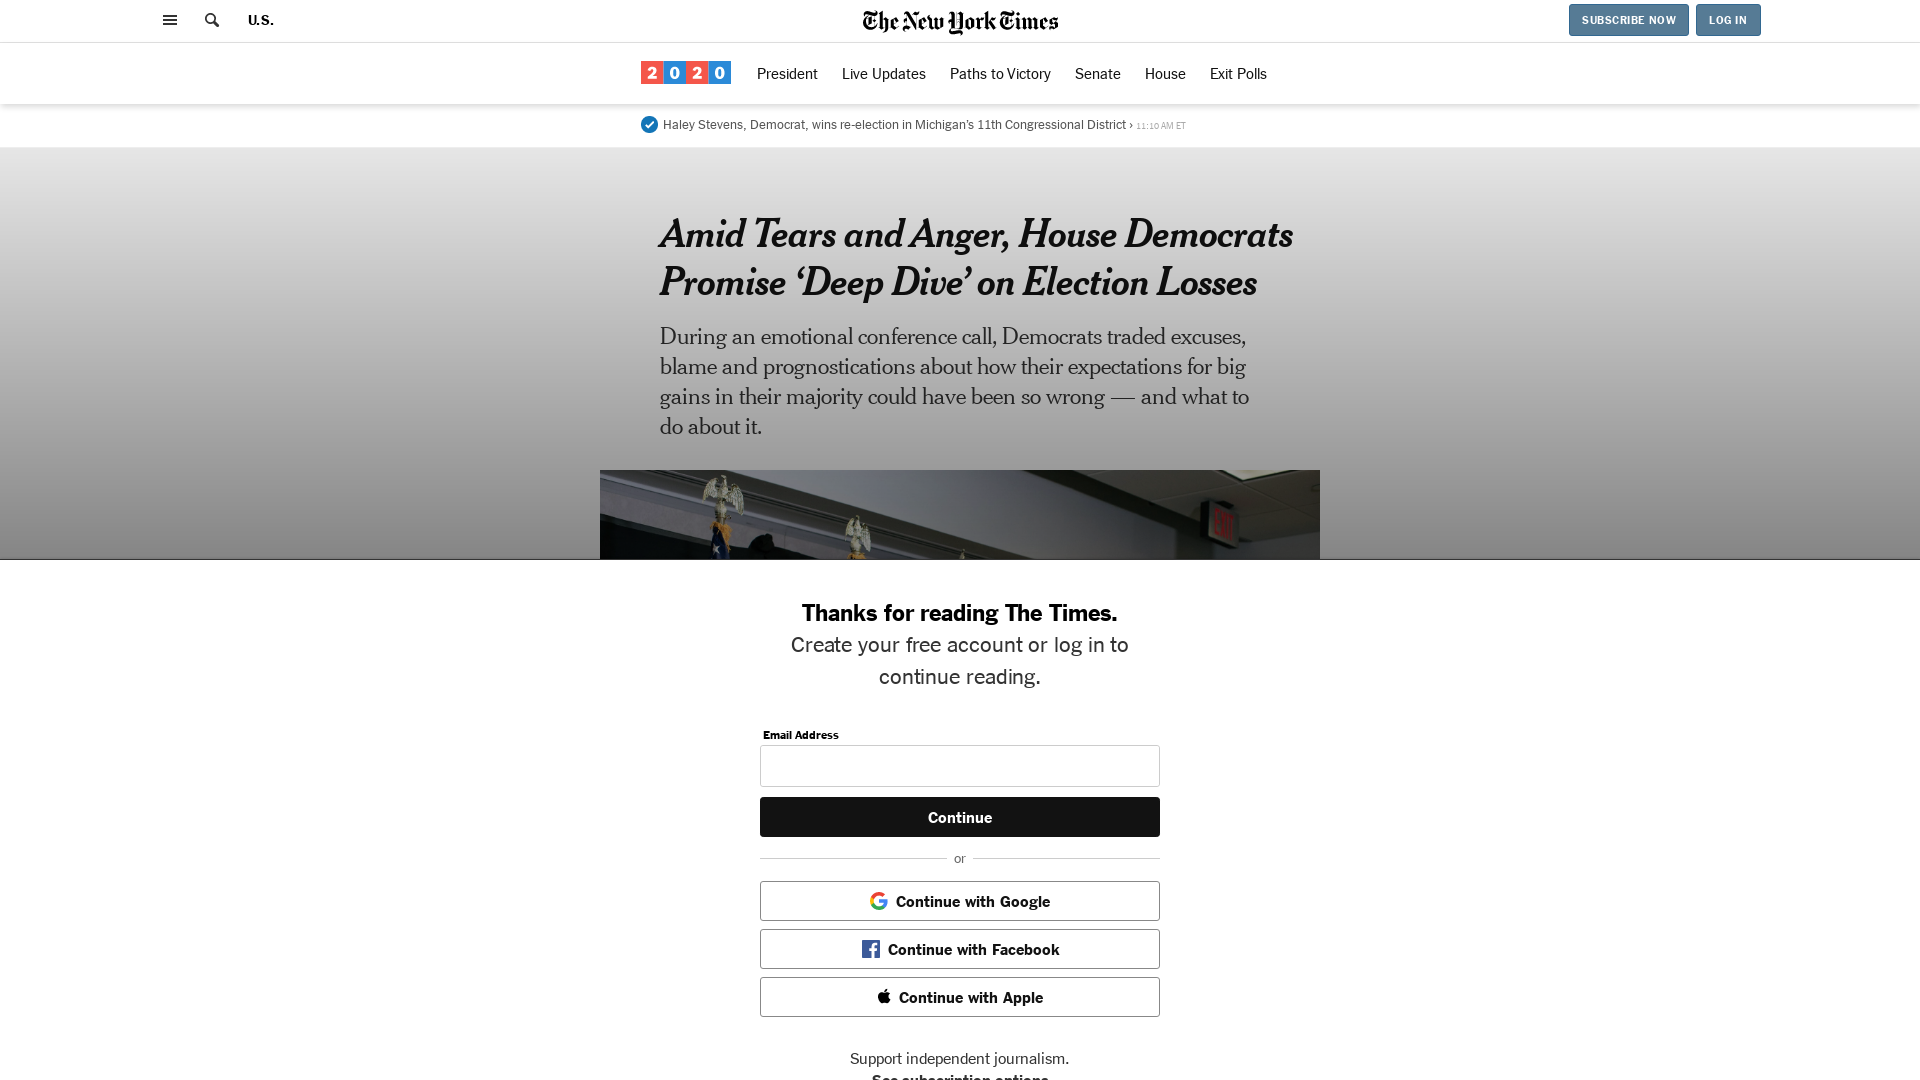 U.S.
The New York Times
SUBSCRIBE NOW
LOG IN
2020
President
Live Updates
Paths to Victory
Senate
House
Exit Polls
Haley Stevens, Democrat, wins re-election in Michigan’s 11th Congressional District › 11:10 AM ET
Amid Tears and Anger, House Democrats
Promise ‘Deep Dive’ on Election Losses
During an emotional conference call, Democrats traded excuses,
blame and prognostications about how their expectations for big
gains in their majority could have been so wrong — and what to
do about it.
EXIT
Thanks for reading The Times.
Create your free account or log in to
continue reading.
Email Address
Continue
or
Continue with Google
Continue with Facebook
Continue with Apple
Support independent journalism.
See subscription options